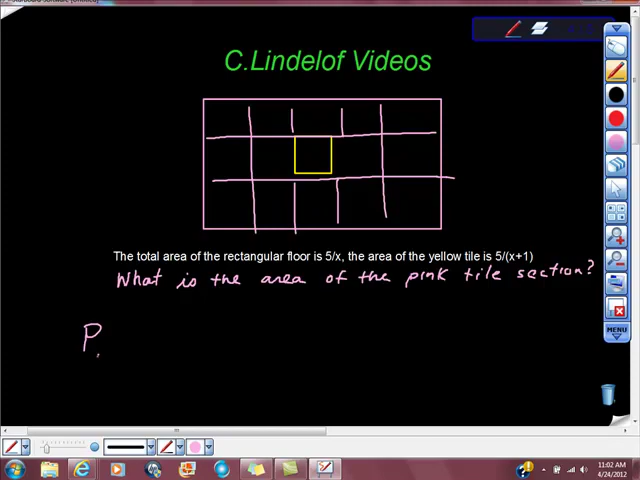 C.Lindelof Videos
The total area of the rectangular floor is 5/x, the area of the yellow tile is 5/(x+1)
What is the area of the pink tile section?
P.
MENU
11:02 AM
4/24/2012